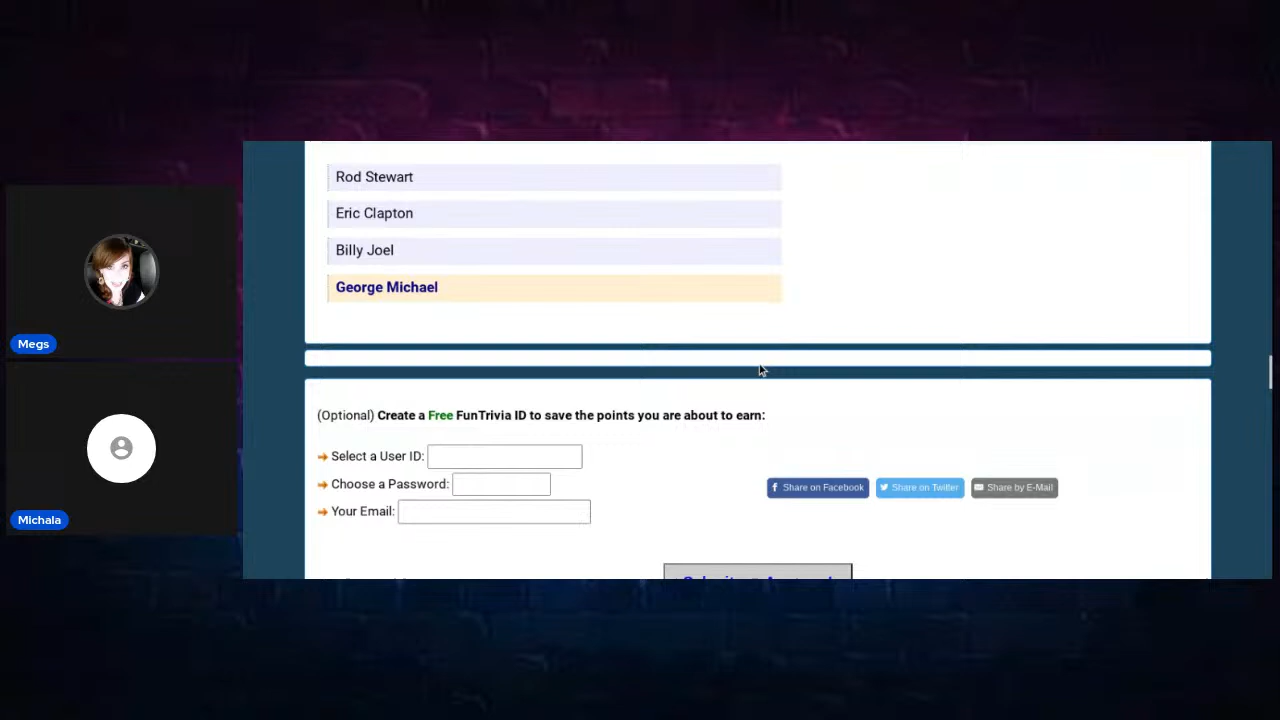 Rod Stewart
Eric Clapton
Billy Joel
George Michael
(Optional) Create a Free FunTrivia ID to save the points you are about to earn:
Select a User ID:
Choose a Password:
Your Email:
Share on Facebook
Share on Twitter
Share by E-Mail
Megs
Michala